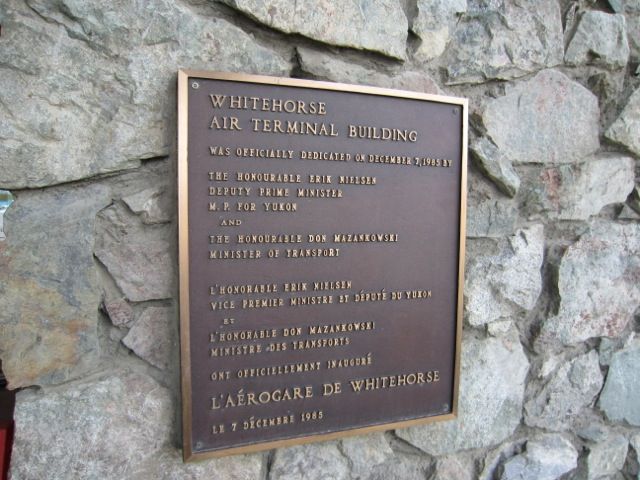 WHITEHORSE
AIR TERMINAL BUILDING
WAS OFFICIALLY DEDICATED ON DECEMBER 7, 1985 BY
THE HONOURABLE ERIK NIELSEN
DEPUTY PRIME MINISTER
M.P. FOR YUKON
AND
THE HONOURABLE DON MAZANKOWSKI
MINISTER OF TRANSPORT
L'HONORABLE ERIK NIELSEN
VICE PREMIER MINISTRE ET DÉPUTÉ DU YUKON
ET
L'HONORABLE DON MAZANKOWSKI
MINISTRE DES TRANSPORTS
ONT OFFICIELLEMENT INAUGURÉ
L'AÉROGARE DE WHITEHORSE
LE 7 DÉCEMBRE 1985